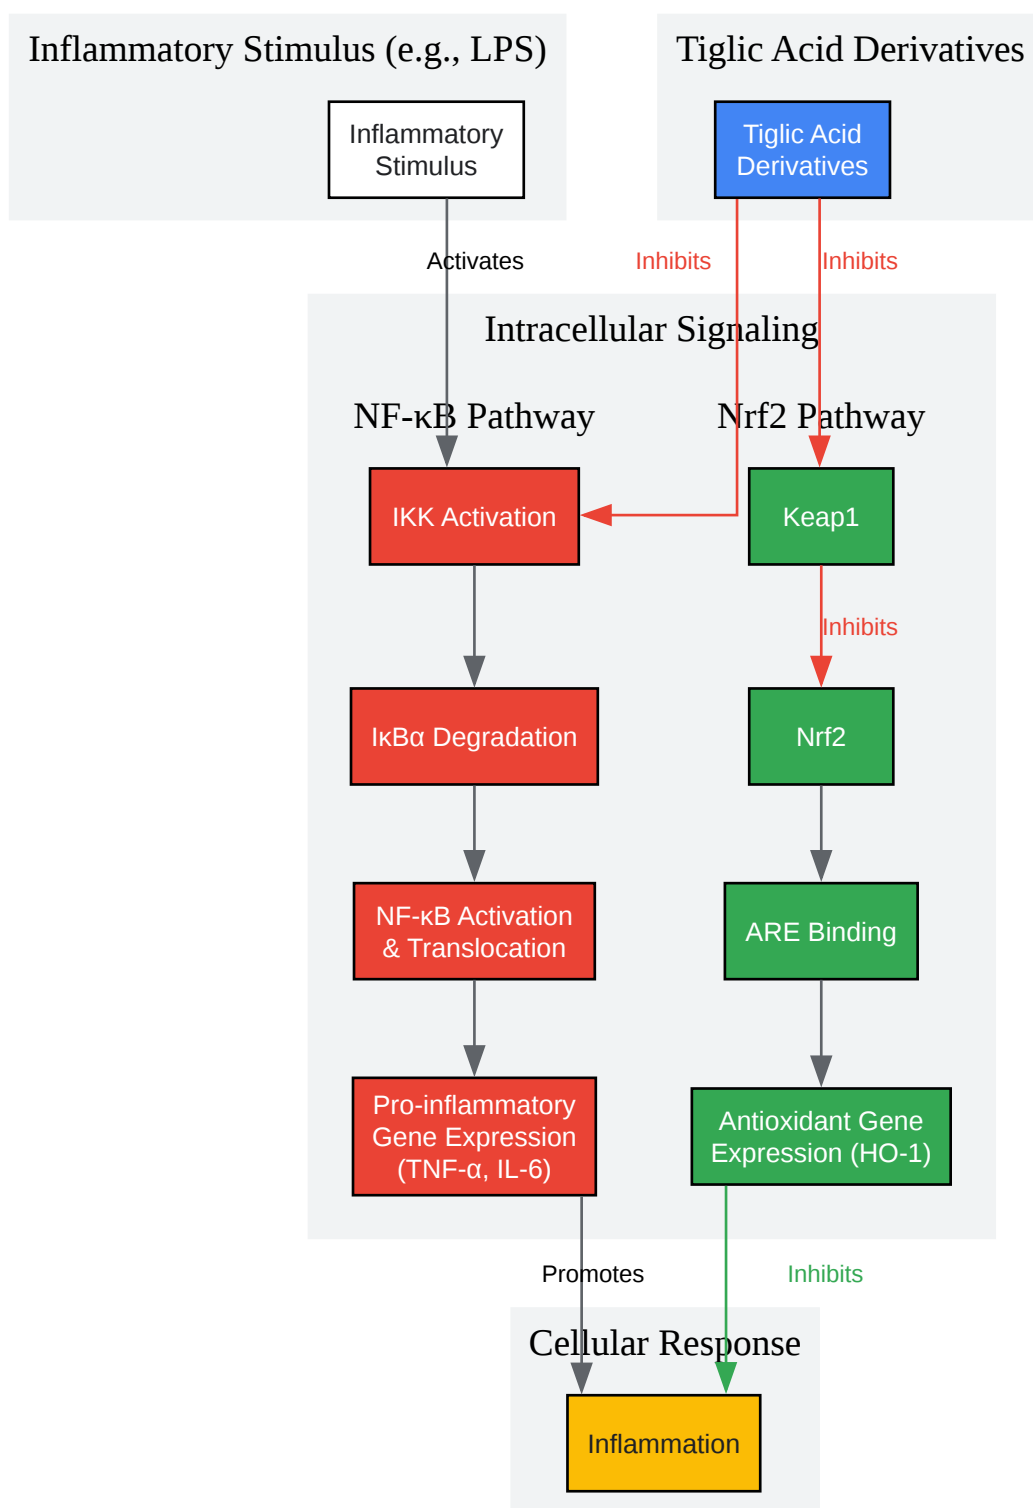 Inflammatory Stimulus (e.g., LPS)
Tiglic Acid Derivatives
Inflammatory
Stimulus
Tiglic Acid
Derivatives
Activates
Inhibits
Inhibits
Intracellular Signaling
NF-κB Pathway
Nrf2 Pathway
IKK Activation
Keap1
Inhibits
IκBα Degradation
Nrf2
NF-κB Activation
& Translocation
ARE Binding
Pro-inflammatory
Gene Expression
(TNF-α, IL-6)
Antioxidant Gene
Expression (HO-1)
Promotes
Inhibits
Cellular Response
Inflammation